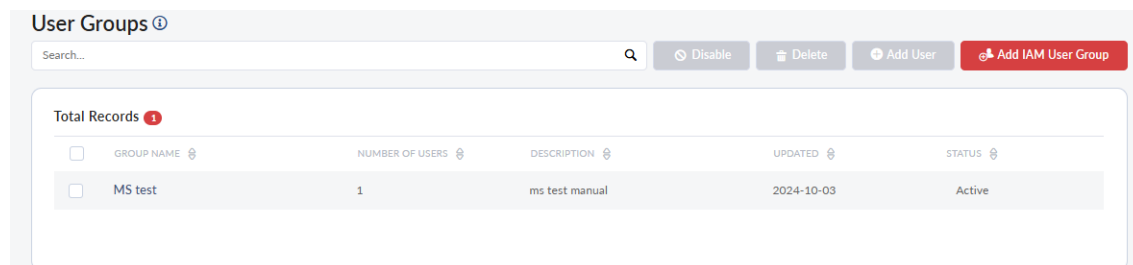 User Groups
Search...
Disable
Delete
Add User
Add IAM User Group
Total Records 1
GROUP NAME NUMBER OF USERS DESCRIPTION UPDATED STATUS
MS test 1 ms test manual 2024-10-03 Active